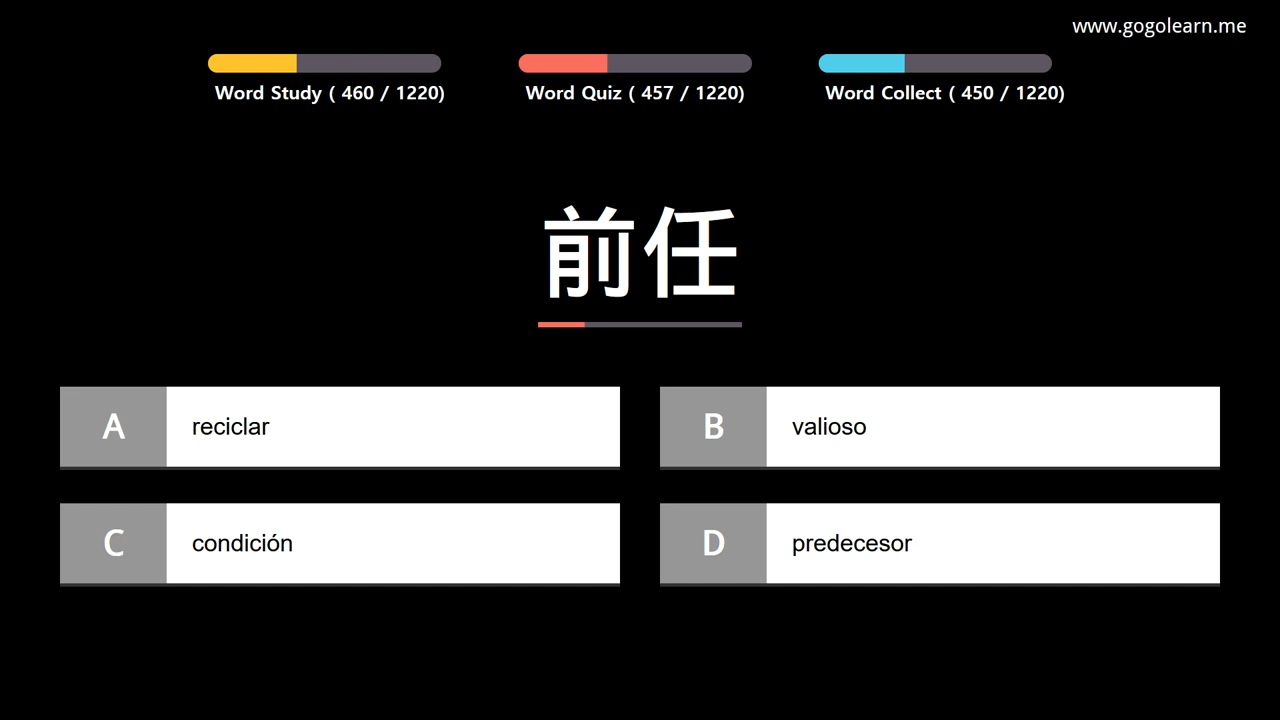 www.gogolearn.me
Word Study ( 460 / 1220)
Word Quiz ( 457 / 1220)
Word Collect ( 450 / 1220)
前任
A reciclar
B valioso
C condición
D predecesor